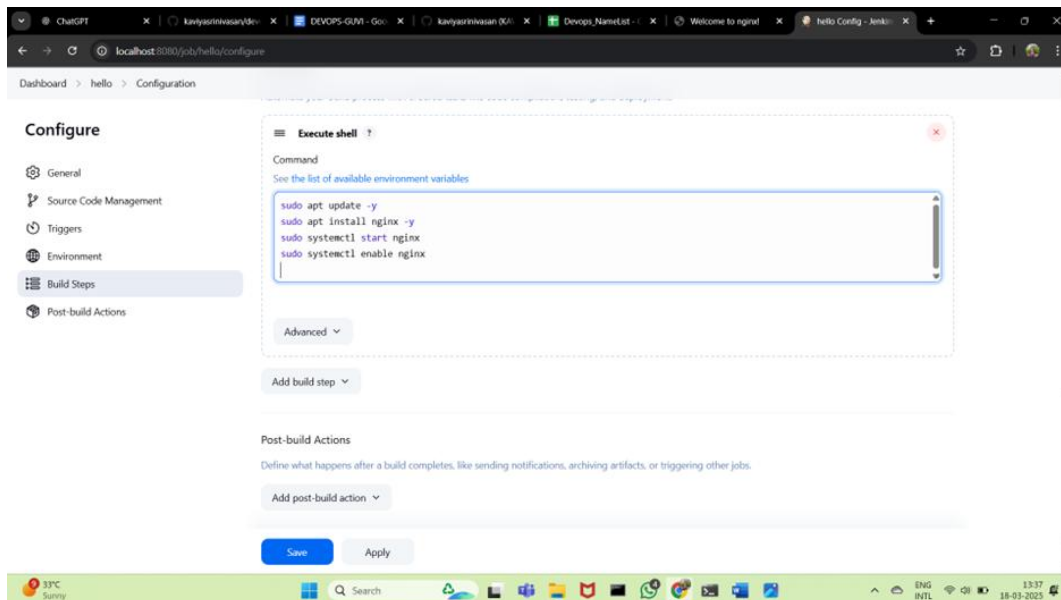 ChatGPT
kaviyasrinivasan/dev
DEVOPS-GUVI - Goo
kaviyasrinivasan (KA
Devops_NameList - G
Welcome to nginx!
hello Config - Jenkin
localhost:8080/job/hello/configure
Dashboard > hello > Configuration
Configure
General
Source Code Management
Triggers
Environment
Build Steps
Post-build Actions
Execute shell ?
Command
See the list of available environment variables
sudo apt update -y
sudo apt install nginx -y
sudo systemctl start nginx
sudo systemctl enable nginx
Advanced
Add build step
Post-build Actions
Define what happens after a build completes, like sending notifications, archiving artifacts, or triggering other jobs.
Add post-build action
Save
Apply
33°C
Sunny
Search
ENG
INTL
13:37
18-03-2025